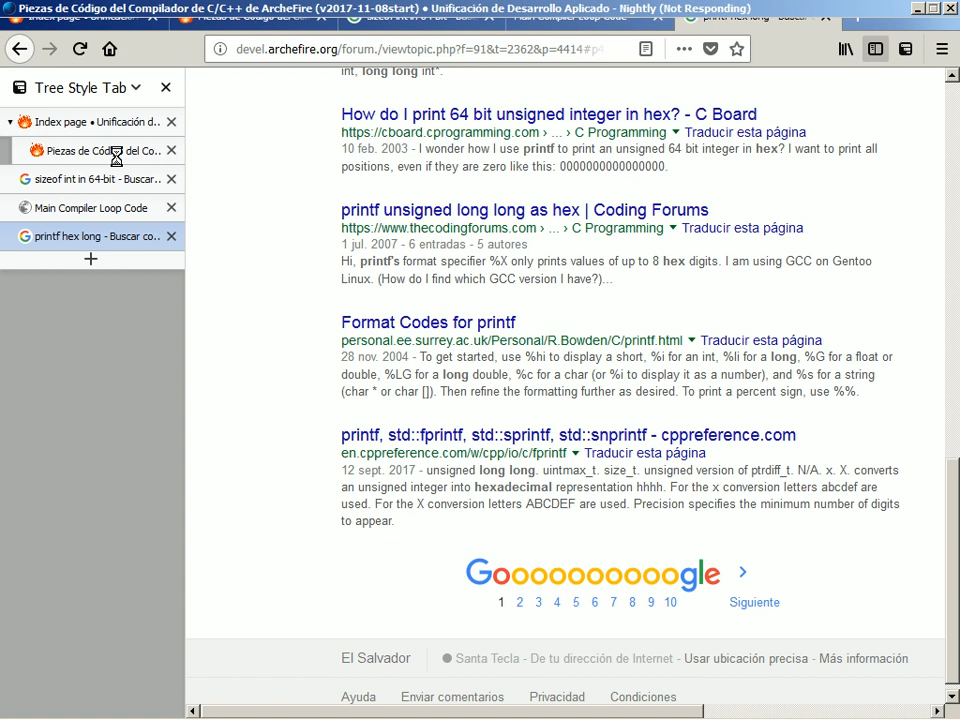 Piezas de Código del Compilador de C/C++ de ArcheFire (v2017-11-08start) • Unificación de Desarrollo Aplicado - Nightly (Not Responding)
devel.archefire.org/forum./viewtopic.php?f=91&t=2362&p=4414#p4
Tree Style Tab
Index page • Unificación d..
Piezas de Código del Co..
sizeof int in 64-bit - Buscar..
Main Compiler Loop Code
printf hex long - Buscar co..
int, long long int*.
How do I print 64 bit unsigned integer in hex? - C Board
https://cboard.cprogramming.com › ... › C Programming ▼ Traducir esta página
10 feb. 2003 - I wonder how I use printf to print an unsigned 64 bit integer in hex? I want to print all
positions, even if they are zero like this: 0000000000000000.
printf unsigned long long as hex | Coding Forums
https://www.thecodingforums.com › ... › C Programming ▼ Traducir esta página
1 jul. 2007 - 6 entradas - 5 autores
Hi, printf's format specifier %X only prints values of up to 8 hex digits. I am using GCC on Gentoo
Linux. (How do I find which GCC version I have?)...
Format Codes for printf
personal.ee.surrey.ac.uk/Personal/R.Bowden/C/printf.html ▼ Traducir esta página
28 nov. 2004 - To get started, use %hi to display a short, %i for an int, %li for a long, %G for a float or
double, %LG for a long double, %c for a char (or %i to display it as a number), and %s for a string
(char * or char []). Then refine the formatting further as desired. To print a percent sign, use %%.
printf, std::fprintf, std::sprintf, std::snprintf - cppreference.com
en.cppreference.com/w/cpp/io/c/fprintf ▼ Traducir esta página
12 sept. 2017 - unsigned long long. uintmax_t. size_t. unsigned version of ptrdiff_t. N/A. x. X. converts
an unsigned integer into hexadecimal representation hhhh. For the x conversion letters abcdef are
used. For the X conversion letters ABCDEF are used. Precision specifies the minimum number of digits
to appear.
Goooooooooogle
1 2 3 4 5 6 7 8 9 10 Siguiente
El Salvador Santa Tecla - De tu dirección de Internet - Usar ubicación precisa - Más información
Ayuda Enviar comentarios Privacidad Condiciones